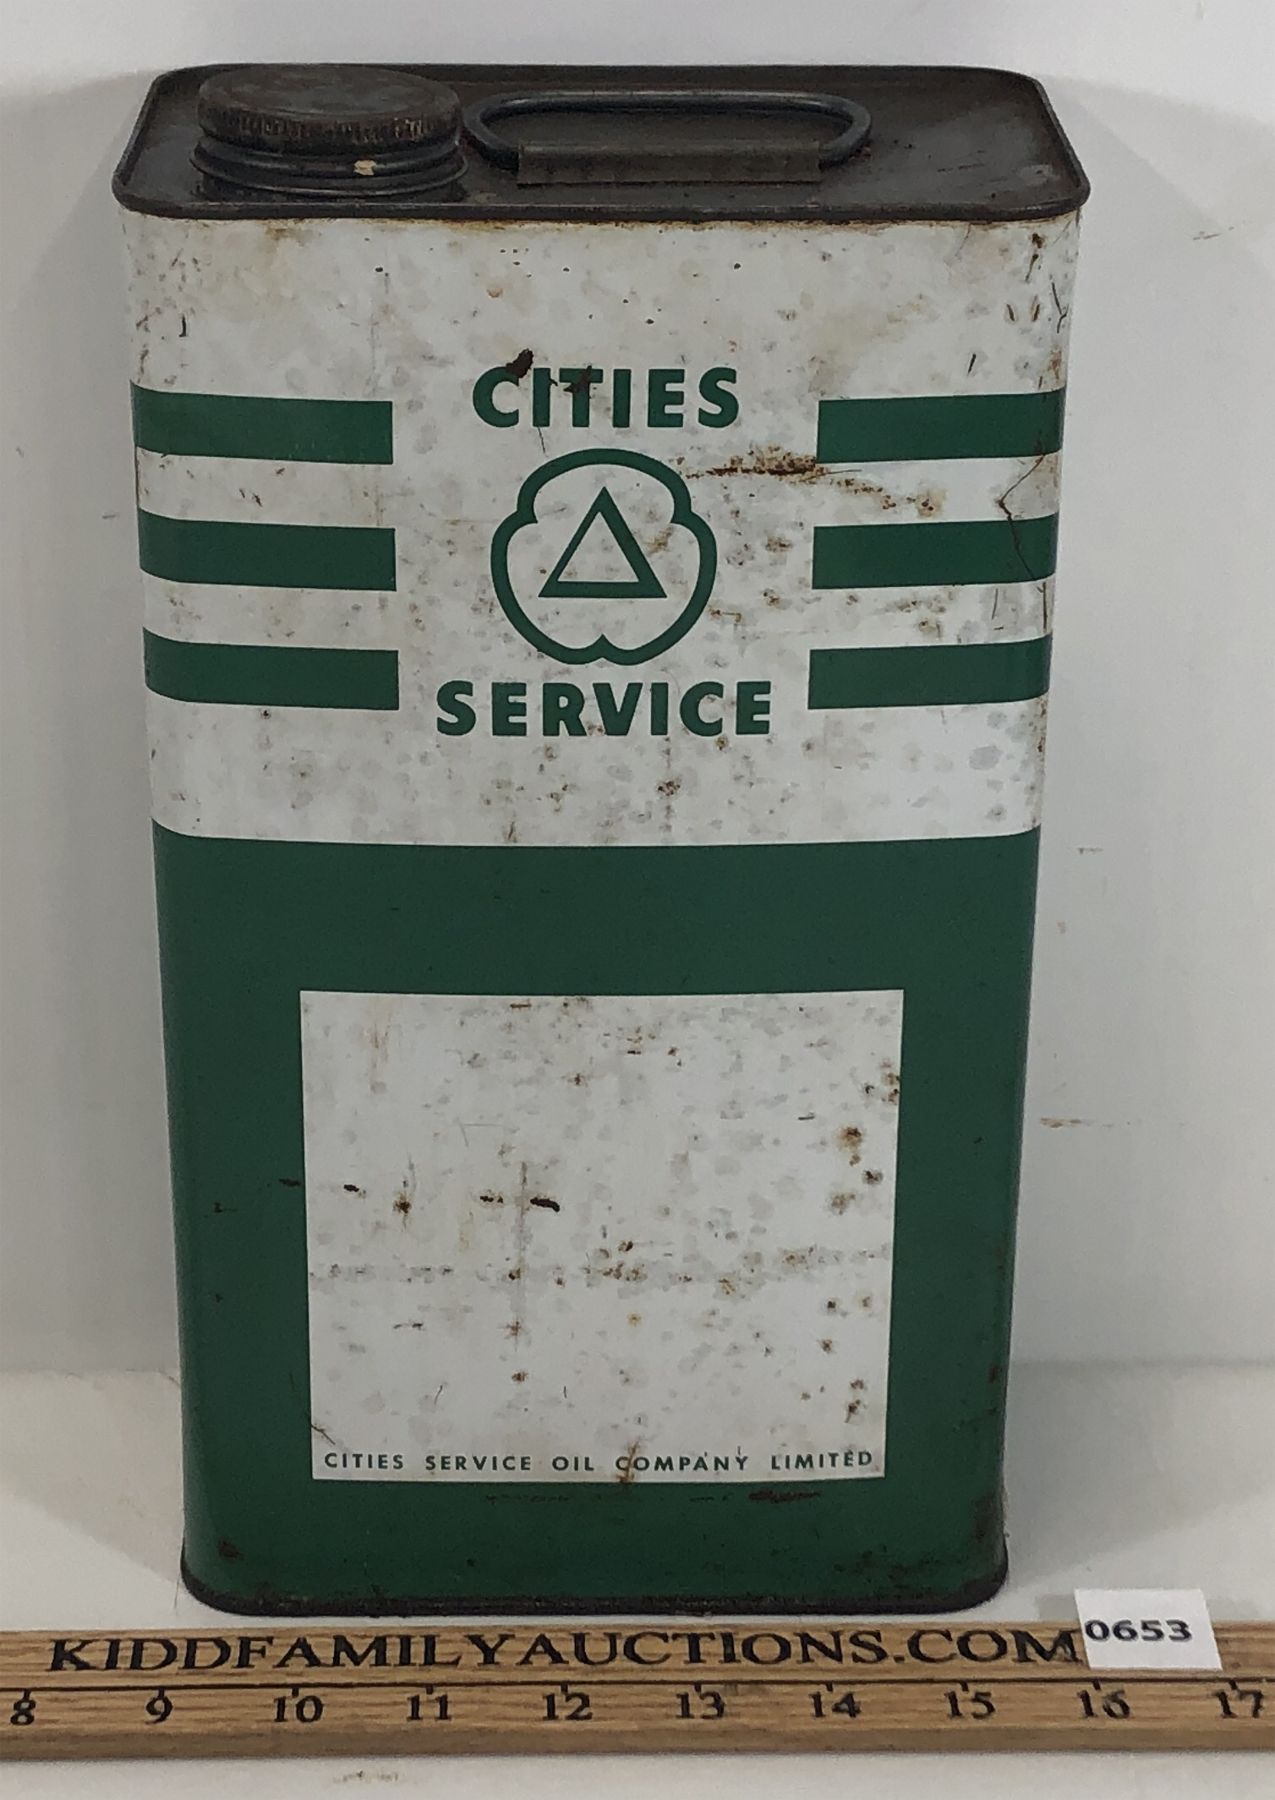 CITIES
SERVICE
CITIES SERVICE OIL COMPANY LIMITED
KIDDFAMILYAUCTIONS.COM
0653
8 9 10 11 12 13 14 15 16 17